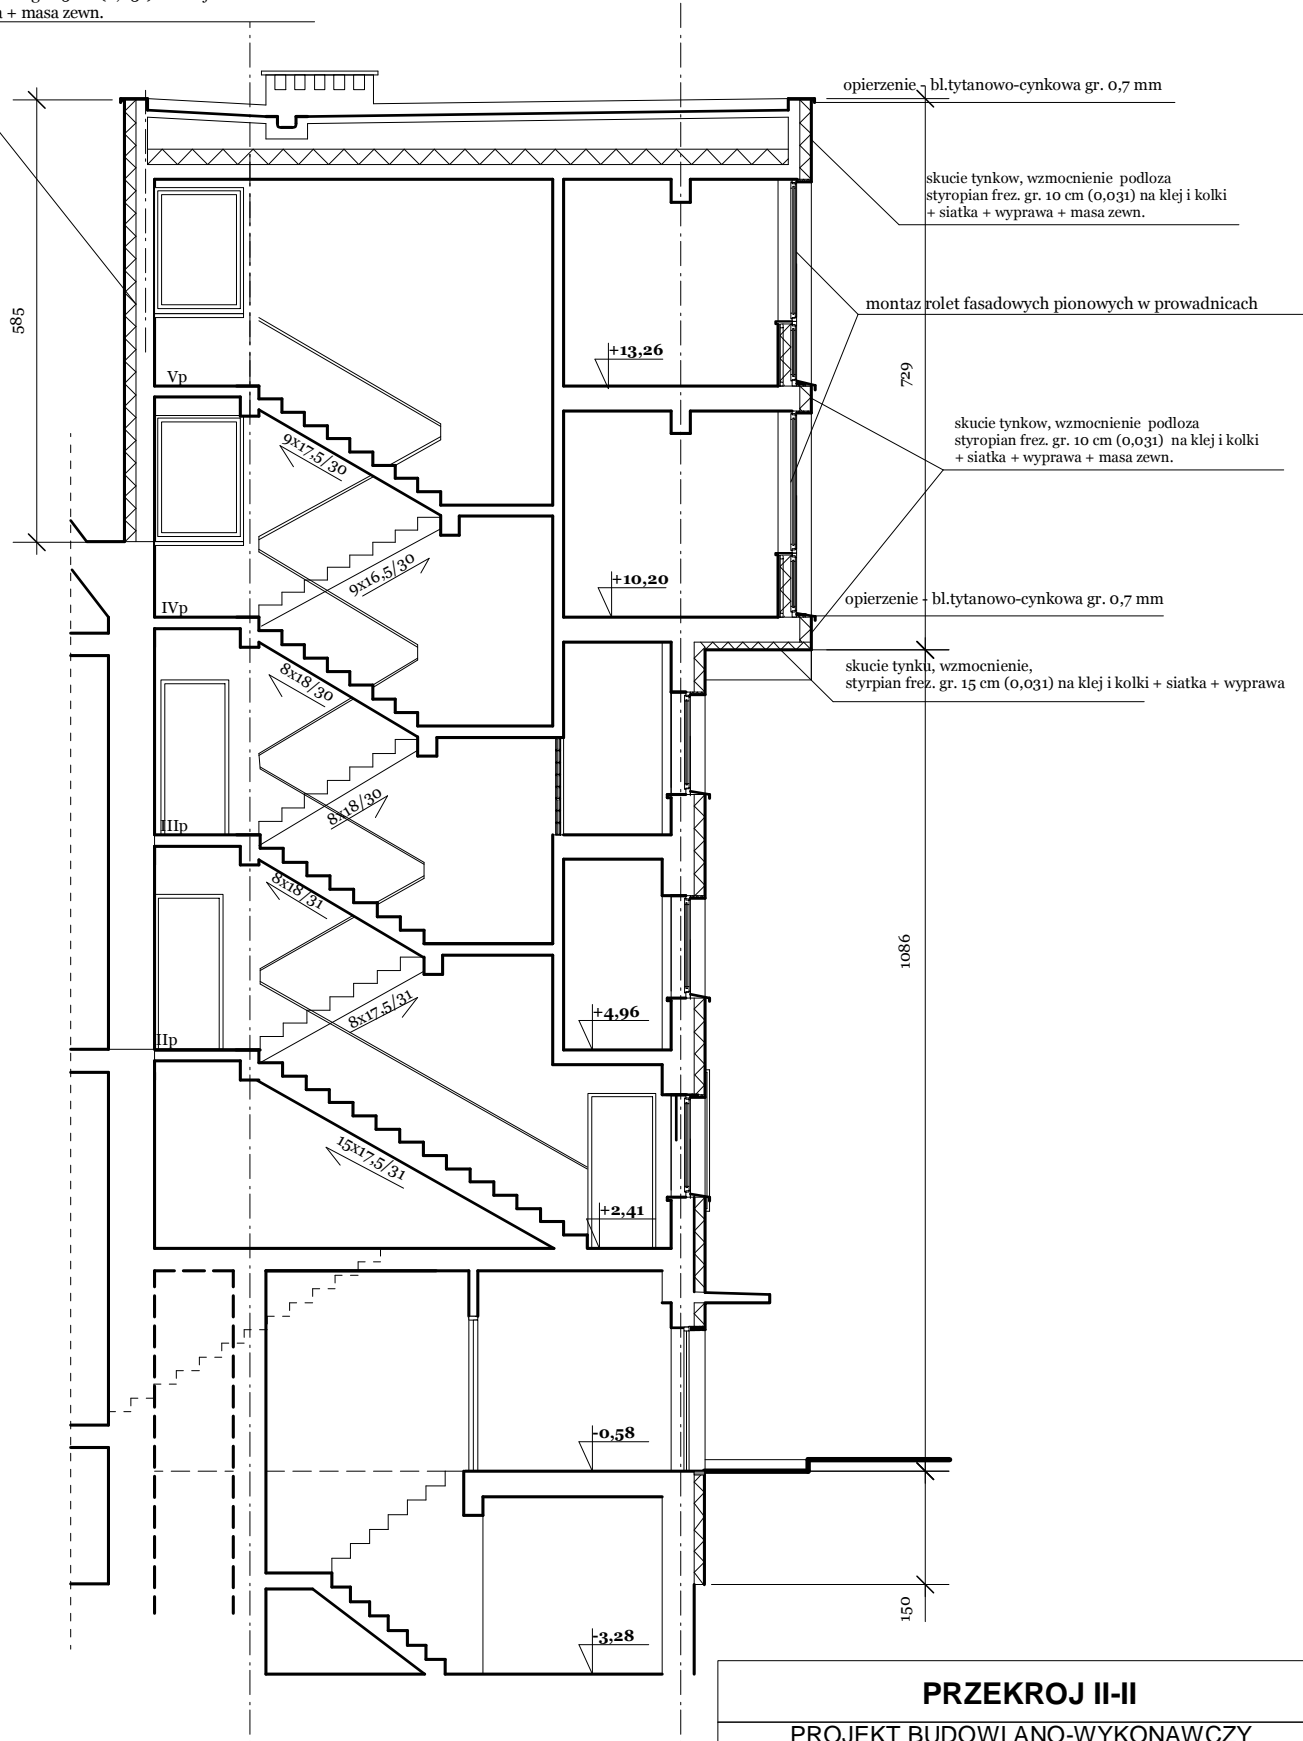 + masa zewn.
opierzenie - bl.tytanowo-cynkowa gr. 0,7 mm
skucie tynkow, wzmocnienie podloza
styropian frez. gr. 10 cm (0,031) na klej i kolki
+ siatka + wyprawa + masa zewn.
montaz rolet fasadowych pionowych w prowadnicach
585
+13,26
729
Vp
skucie tynkow, wzmocnienie podloza
styropian frez. gr. 10 cm (0,031) na klej i kolki
+ siatka + wyprawa + masa zewn.
9x17,5/30
9x16,5/30
+10,20
opierzenie - bl.tytanowo-cynkowa gr. 0,7 mm
IVp
skucie tynku, wzmocnienie,
styrpian frez. gr. 15 cm (0,031) na klej i kolki + siatka + wyprawa
8x18/30
8x18/30
IIIp
8x18/31
1086
8x17,5/31
+4,96
IIp
15x17,5/31
+2,41
-0,58
150
-3,28
PRZEKROJ II-II
PROJEKT BUDOWLANO-WYKONAWCZY